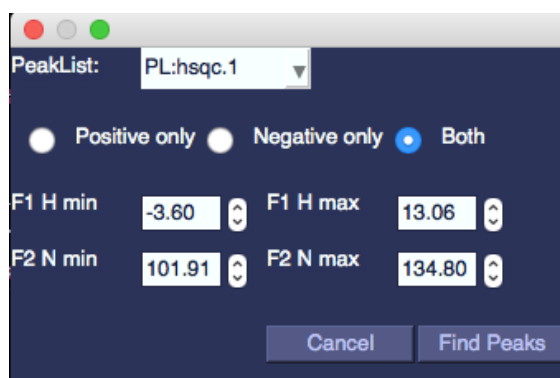 PeakList: PL:hsqc.1
Positive only Negative only Both
F1 H min -3.60 F1 H max 13.06
F2 N min 101.91 F2 N max 134.80
Cancel Find Peaks